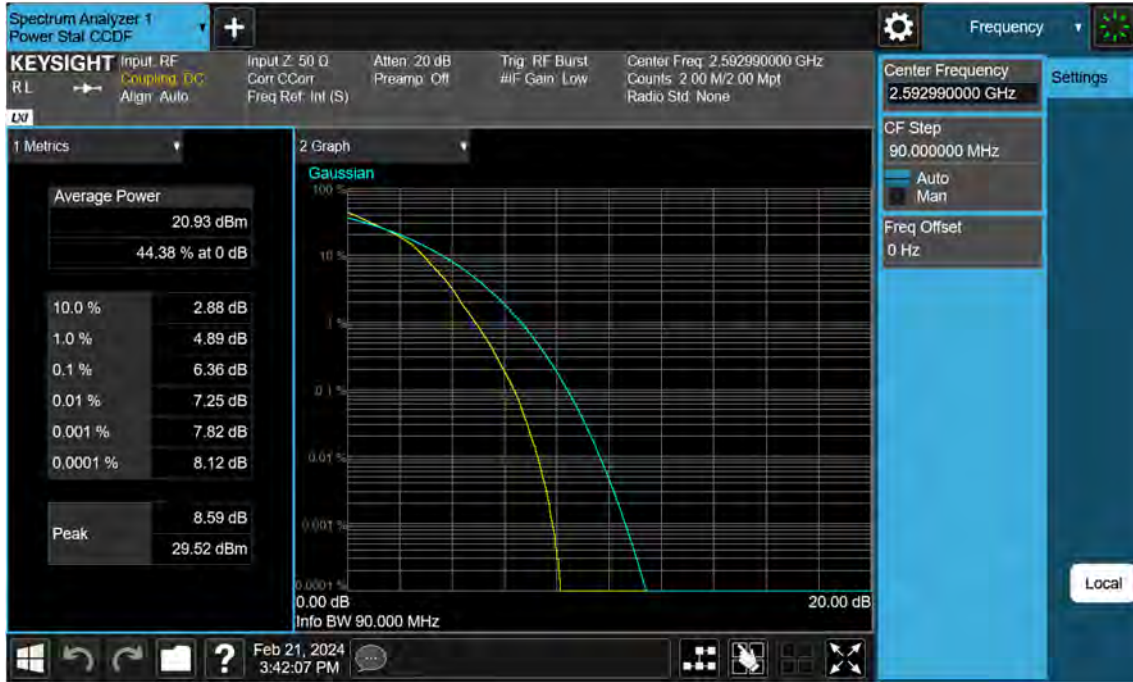 Spectrum Analyzer 1
Power Stat CCDF
+
Frequency
KEYSIGHT
RL
LXI
Input: RF
Coupling: DC
Align: Auto
Input Z: 50 Ω
Corr CCorr
Freq Ref: Int (S)
Atten: 20 dB
Preamp: Off
Trig: RF Burst
#IF Gain: Low
Center Freq: 2.592990000 GHz
Counts: 2.00 M/2.00 Mpt
Radio Std: None
Center Frequency
2.592990000 GHz
Settings
CF Step
90.000000 MHz
Auto
Man
Freq Offset
0 Hz
Local
1 Metrics
Average Power
20.93 dBm
44.38 % at 0 dB
10.0 % 2.88 dB
1.0 % 4.89 dB
0.1 % 6.36 dB
0.01 % 7.25 dB
0.001 % 7.82 dB
0.0001 % 8.12 dB
Peak
8.59 dB
29.52 dBm
2 Graph
Gaussian
100 %
10 %
1 %
0.1 %
0.01 %
0.001 %
0.0001 %
0.00 dB 20.00 dB
Info BW 90.000 MHz
?
Feb 21, 2024
3:42:07 PM